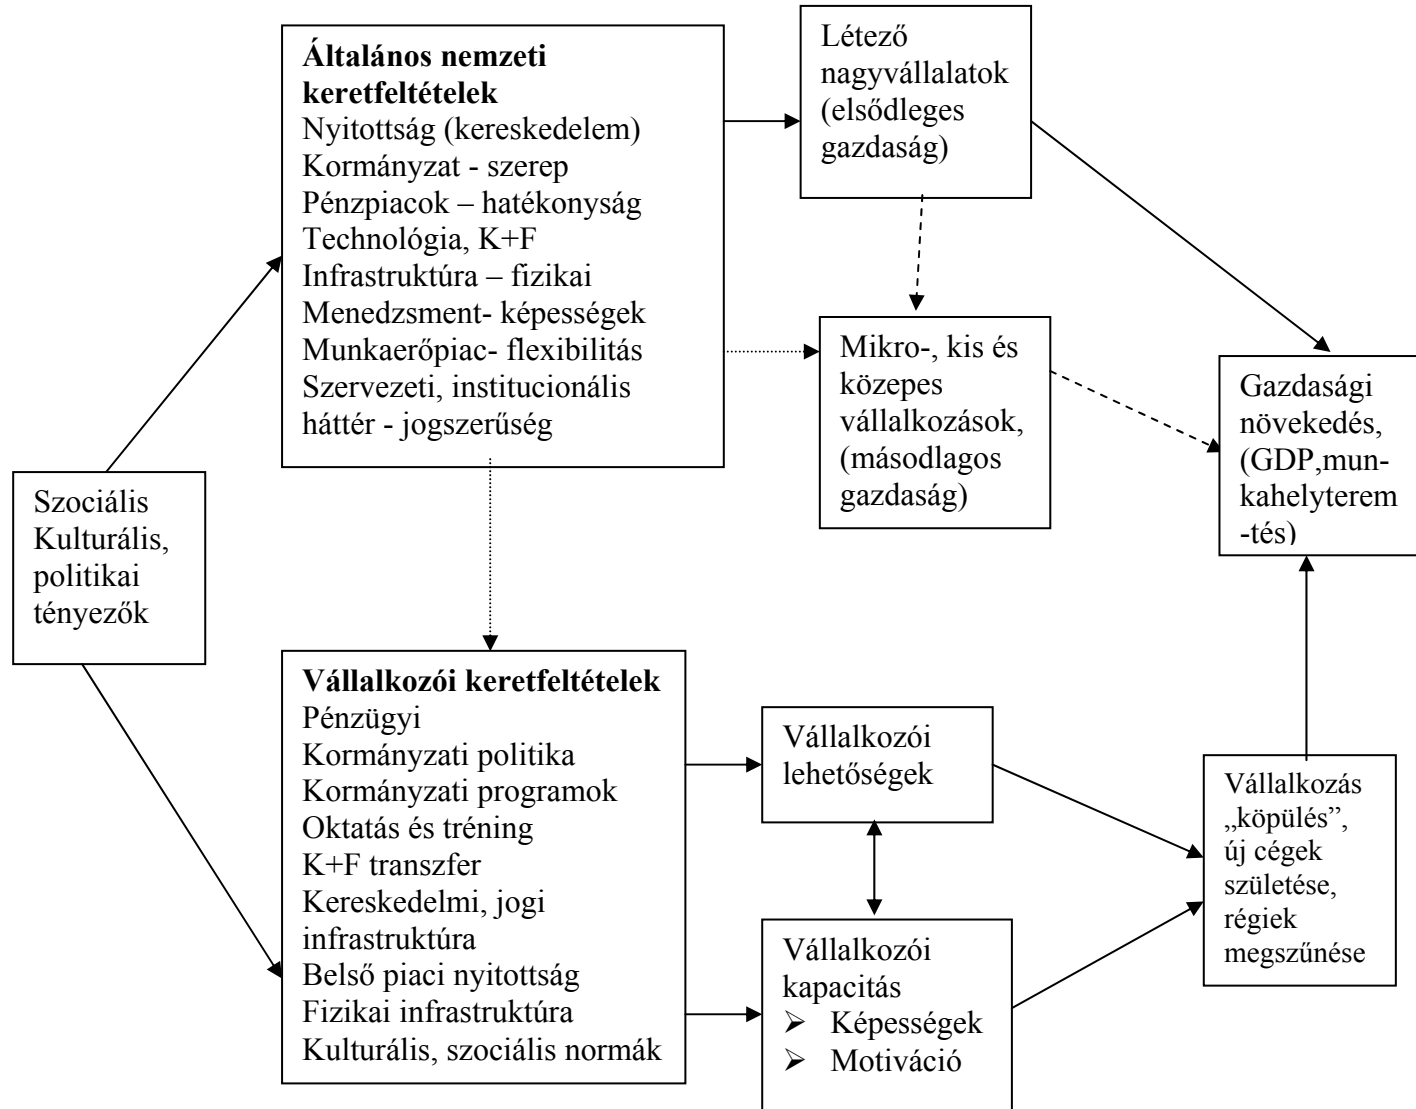 Általános nemzeti
keretfeltételek
Nyitottság (kereskedelem)
Kormányzat - szerep
Pénzpiacok – hatékonyság
Technológia, K+F
Infrastruktúra – fizikai
Menedzsment- képességek
Munkaerőpiac- flexibilitás
Szervezeti, institucionális
háttér - jogszerűség
Létező
nagyvállalatok
(elsődleges
gazdaság)
Mikro-, kis és
közepes
vállalkozások,
(másodlagos
gazdaság)
Gazdasági
növekedés,
(GDP,mun-
kahelyterem
-tés)
Szociális
Kulturális,
politikai
tényezők
Vállalkozói keretfeltételek
Pénzügyi
Kormányzati politika
Kormányzati programok
Oktatás és tréning
K+F transzfer
Kereskedelmi, jogi
infrastruktúra
Belső piaci nyitottság
Fizikai infrastruktúra
Kulturális, szociális normák
Vállalkozói
lehetőségek
Vállalkozói
kapacitás
➢ Képességek
➢ Motiváció
Vállalkozás
„köpülés”,
új cégek
születése,
régiek
megszűnése